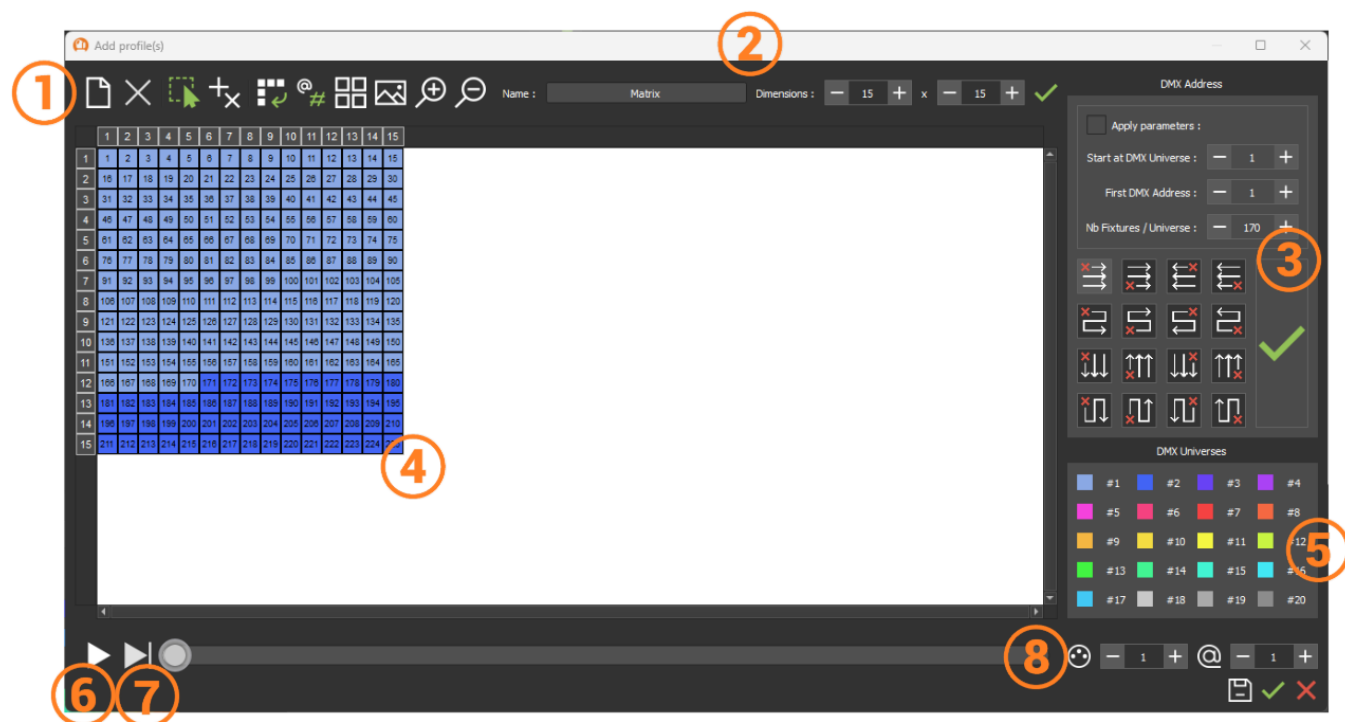 Add profile(s)
1
2
Name : Matrix Dimensions : 15 x 15
DMX Address
Apply parameters :
Start at DMX Universe : 1
First DMX Address : 1
Nb Fixtures / Universe : 170
3
1 2 3 4 5 6 7 8 9 10 11 12 13 14 15
1 1 2 3 4 5 6 7 8 9 10 11 12 13 14 15
2 16 17 18 19 20 21 22 23 24 25 26 27 28 29 30
3 31 32 33 34 35 36 37 38 39 40 41 42 43 44 45
4 46 47 48 49 50 51 52 53 54 55 56 57 58 59 60
5 61 62 63 64 65 66 67 68 69 70 71 72 73 74 75
6 76 77 78 79 80 81 82 83 84 85 86 87 88 89 90
7 91 92 93 94 95 96 97 98 99 100 101 102 103 104 105
8 106 107 108 109 110 111 112 113 114 115 116 117 118 119 120
9 121 122 123 124 125 126 127 128 129 130 131 132 133 134 135
10 136 137 138 139 140 141 142 143 144 145 146 147 148 149 150
11 151 152 153 154 155 156 157 158 159 160 161 162 163 164 165
12 166 167 168 169 170 171 172 173 174 175 176 177 178 179 180
13 181 182 183 184 185 186 187 188 189 190 191 192 193 194 195
14 196 197 198 199 200 201 202 203 204 205 206 207 208 209 210
15 211 212 213 214 215 216 217 218 219 220 221 222 223 224
4
DMX Universes
#1 #2 #3 #4
#5 #6 #7 #8
#9 #10 #11 #12
#13 #14 #15 #16
#17 #18 #19 #20
5
6
7
8
1 @ 1